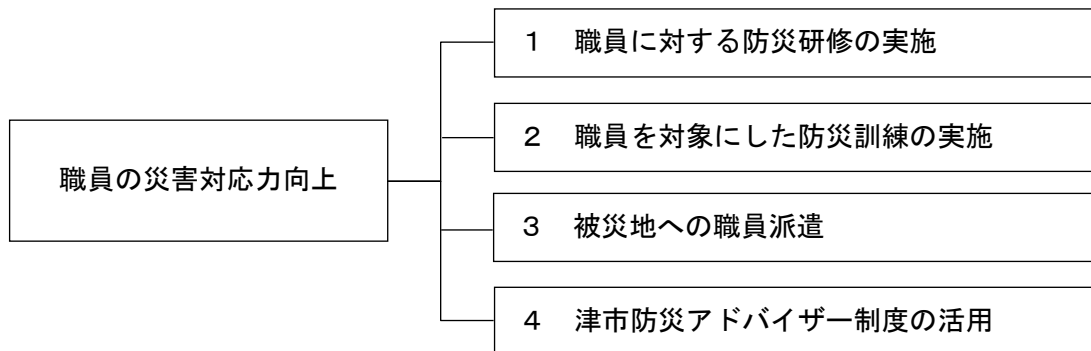 職員の災害対応力向上
１　職員に対する防災研修の実施
２　職員を対象にした防災訓練の実施
３　被災地への職員派遣
４　津市防災アドバイザー制度の活用